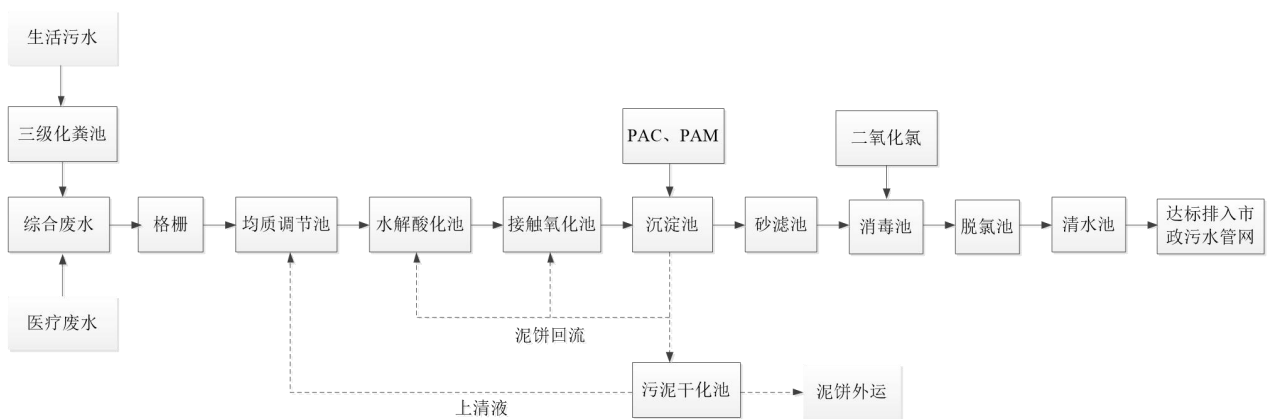 生活污水
三级化粪池
PAC、PAM
二氧化氯
综合废水
格栅
均质调节池
水解酸化池
接触氧化池
沉淀池
砂滤池
消毒池
脱氯池
清水池
达标排入市
政污水管网
医疗废水
泥饼回流
污泥干化池
泥饼外运
上清液